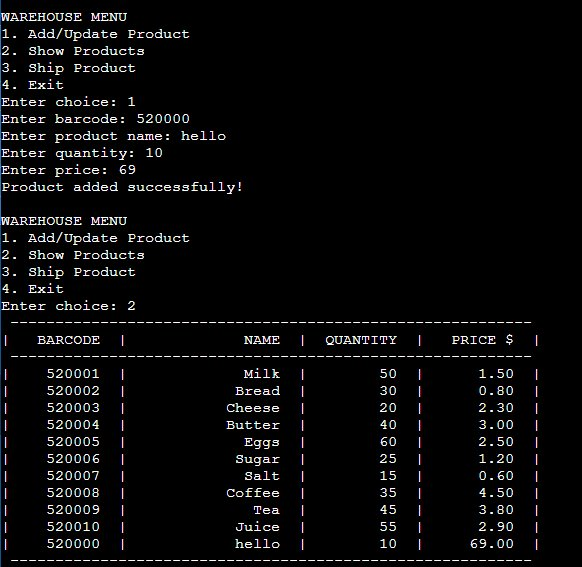 WAREHOUSE MENU
1. Add/Update Product
2. Show Products
3. Ship Product
4. Exit
Enter choice: 1
Enter barcode: 520000
Enter product name: hello
Enter quantity: 10
Enter price: 69
Product added successfully!
WAREHOUSE MENU
1. Add/Update Product
2. Show Products
3. Ship Product
4. Exit
Enter choice: 2
----------------------------------------------------------
| BARCODE | NAME | QUANTITY | PRICE $ |
----------------------------------------------------------
| 520001 | Milk | 50 | 1.50 |
| 520002 | Bread | 30 | 0.80 |
| 520003 | Cheese | 20 | 2.30 |
| 520004 | Butter | 40 | 3.00 |
| 520005 | Eggs | 60 | 2.50 |
| 520006 | Sugar | 25 | 1.20 |
| 520007 | Salt | 15 | 0.60 |
| 520008 | Coffee | 35 | 4.50 |
| 520009 | Tea | 45 | 3.80 |
| 520010 | Juice | 55 | 2.90 |
| 520000 | hello | 10 | 69.00 |
----------------------------------------------------------